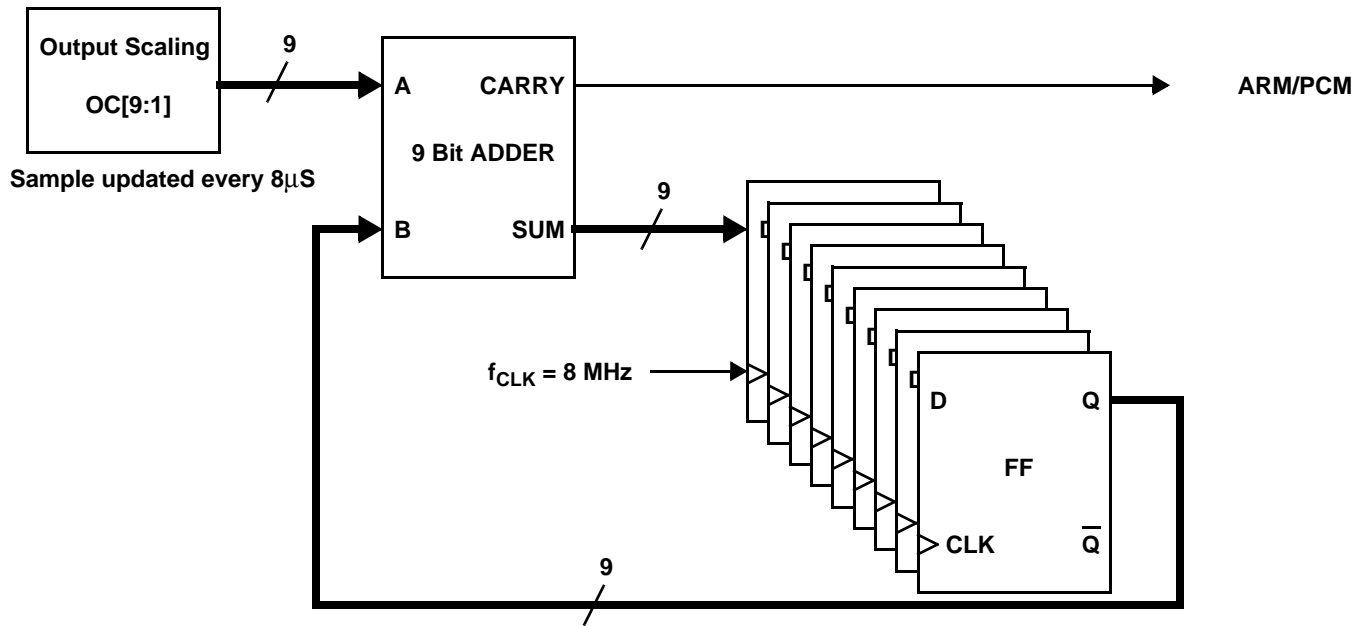 Output Scaling
OC[9:1]
Sample updated every 8μS
9
A
CARRY
9 Bit ADDER
B
SUM
ARM/PCM
9
fCLK = 8 MHz
D
Q
FF
CLK
Q̅
9